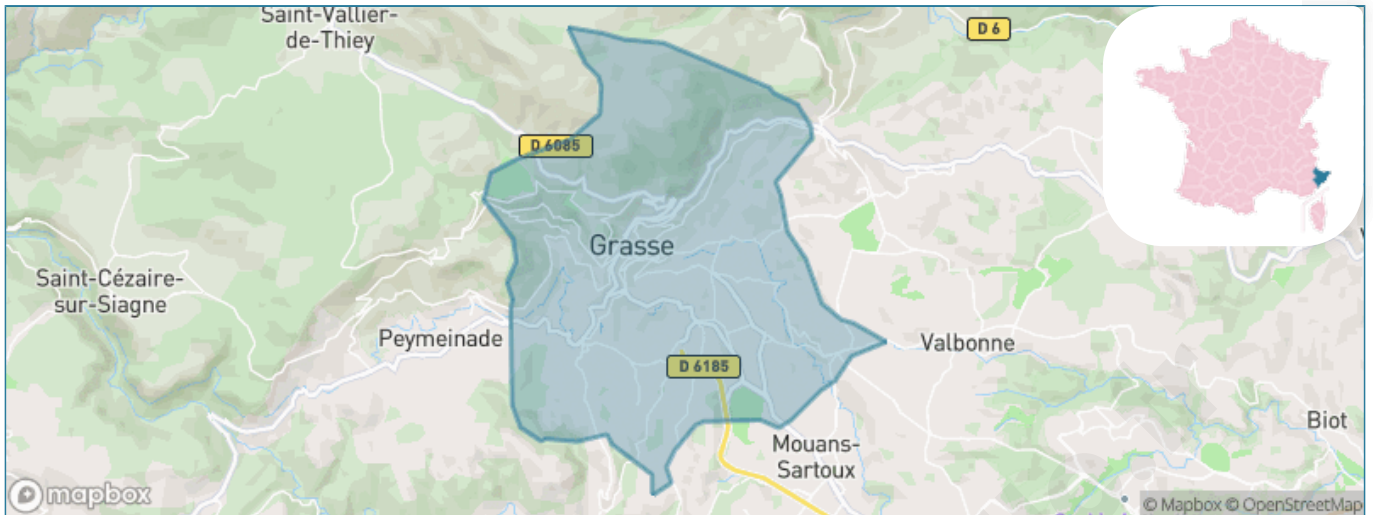 Saint-Vallier-
de-Thiey
D 6
D 6085
Grasse
Saint-Cézaire-
sur-Siagne
Peymeinade
Valbonne
D 6185
Biot
Mouans-
Sartoux
mapbox
© Mapbox © OpenStreetMap